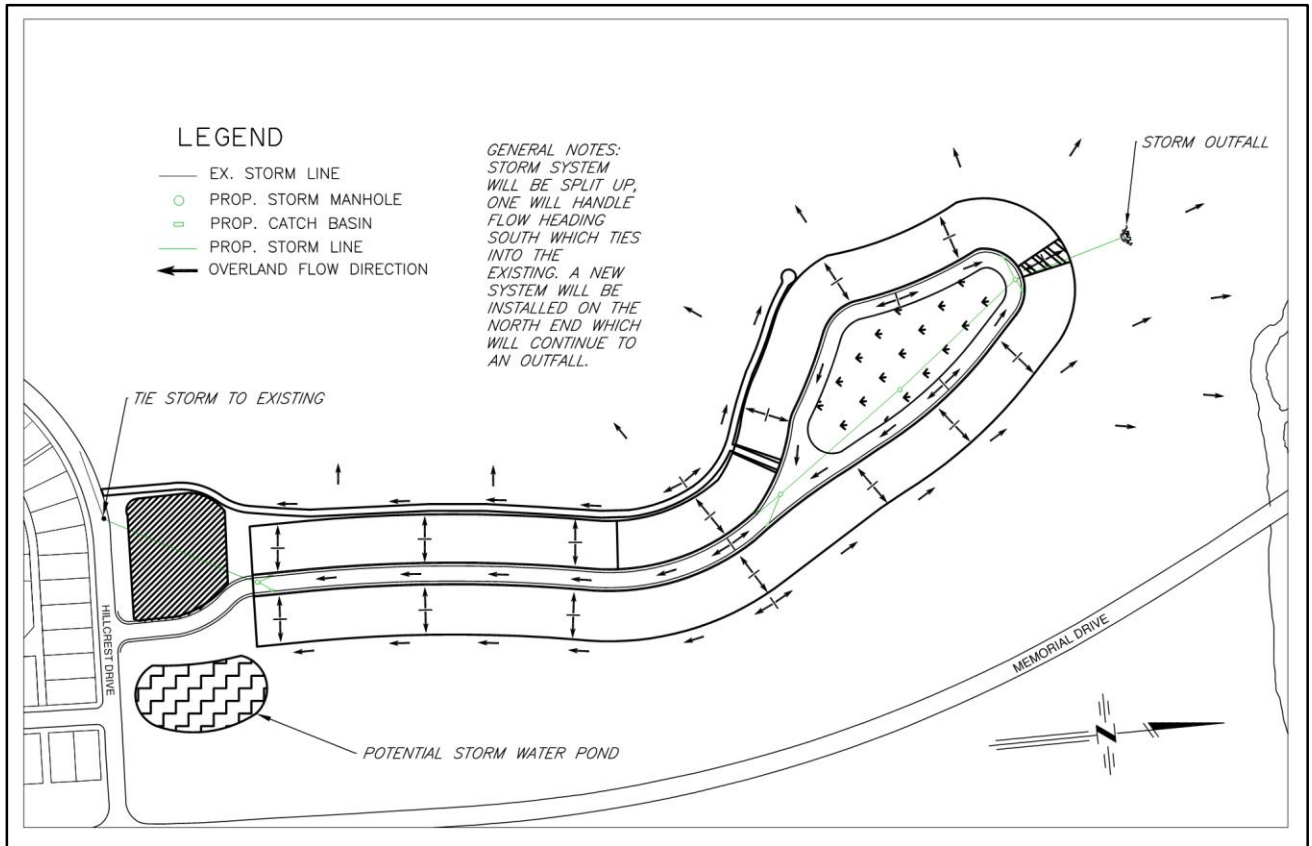 LEGEND
EX. STORM LINE
PROP. STORM MANHOLE
PROP. CATCH BASIN
PROP. STORM LINE
OVERLAND FLOW DIRECTION
GENERAL NOTES:
STORM SYSTEM
WILL BE SPLIT UP,
ONE WILL HANDLE
FLOW HEADING
SOUTH WHICH TIES
INTO THE
EXISTING. A NEW
SYSTEM WILL BE
INSTALLED ON THE
NORTH END WHICH
WILL CONTINUE TO
AN OUTFALL.
STORM OUTFALL
TIE STORM TO EXISTING
HILLCREST DRIVE
MEMORIAL DRIVE
POTENTIAL STORM WATER POND
N